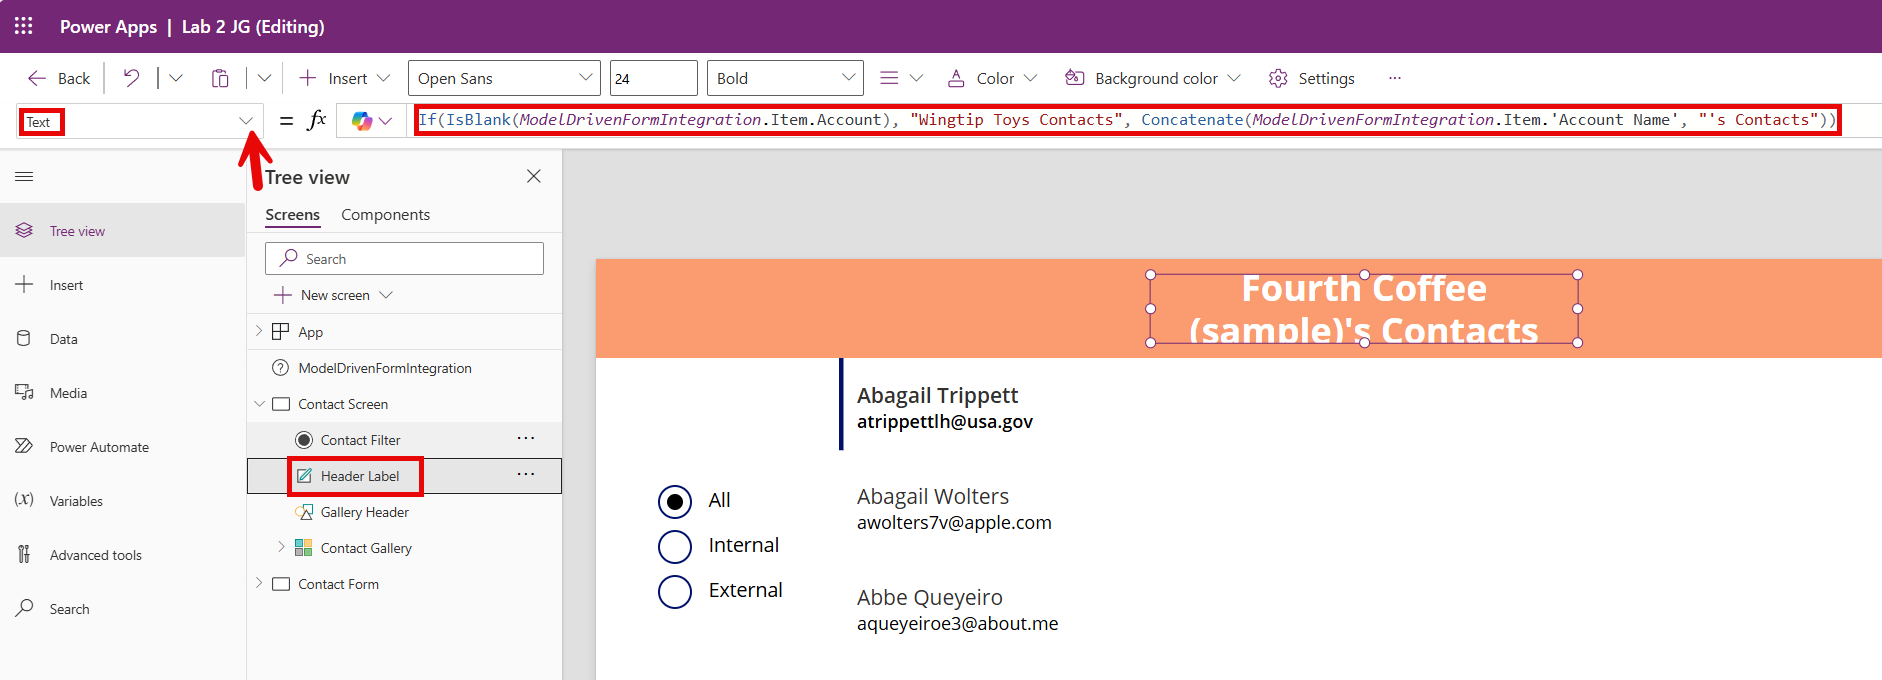 Power Apps | Lab 2 JG (Editing)
Back
Insert
Open Sans
24
Bold
Color
Background color
Settings
...
Text
= fx
If(IsBlank(ModelDrivenFormIntegration.Item.Account), "Wingtip Toys Contacts", Concatenate(ModelDrivenFormIntegration.Item.'Account Name', "'s Contacts"))
Tree view
Insert
Data
Media
Power Automate
(x) Variables
Advanced tools
Search
Tree view
Screens Components
Search
New screen
App
ModelDrivenFormIntegration
Contact Screen
Contact Filter ...
Header Label ...
Gallery Header
Contact Gallery
Contact Form
Fourth Coffee
(sample)'s Contacts
All
Internal
External
Abagail Trippett
atrippettlh@usa.gov
Abagail Wolters
awolters7v@apple.com
Abbe Queyeiro
aqueyeiroe3@about.me